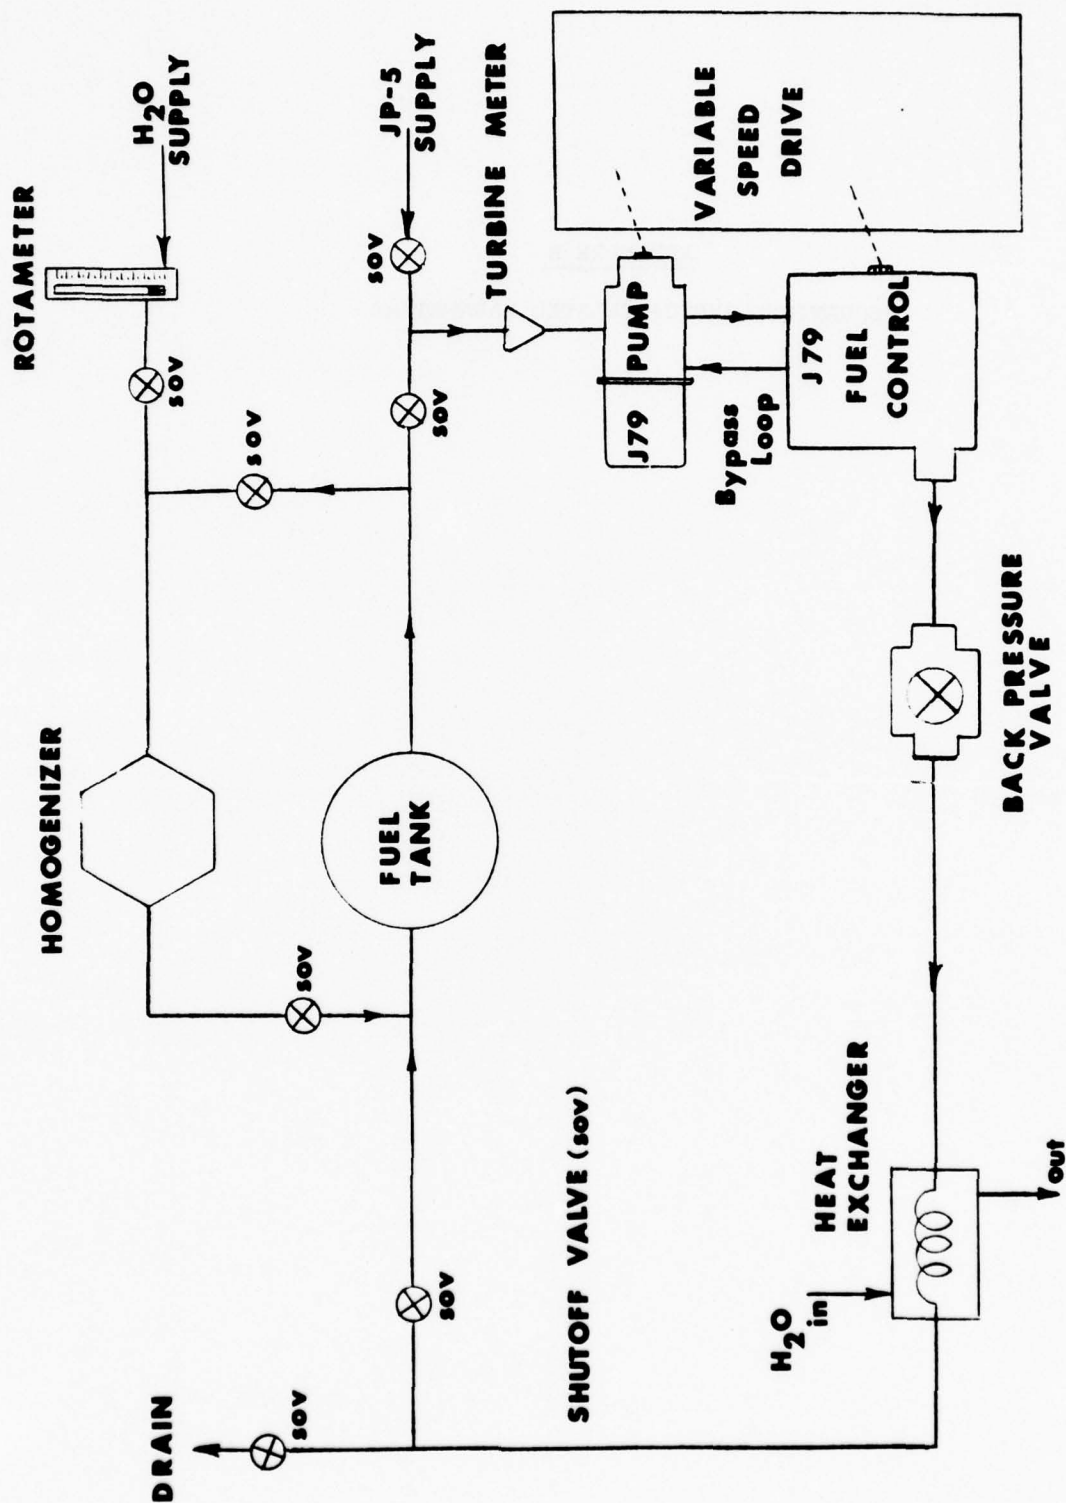 ROTAMETER
H2O
SUPPLY
sov
JP-5
SUPPLY
sov
TURBINE METER
sov
sov
HOMOGENIZER
FUEL
TANK
sov
J79 PUMP
Bypass
Loop
J79
FUEL
CONTROL
VARIABLE
SPEED
DRIVE
BACK PRESSURE
VALVE
DRAIN
sov
sov
SHUTOFF VALVE (sov)
HEAT
EXCHANGER
H2O
in
out